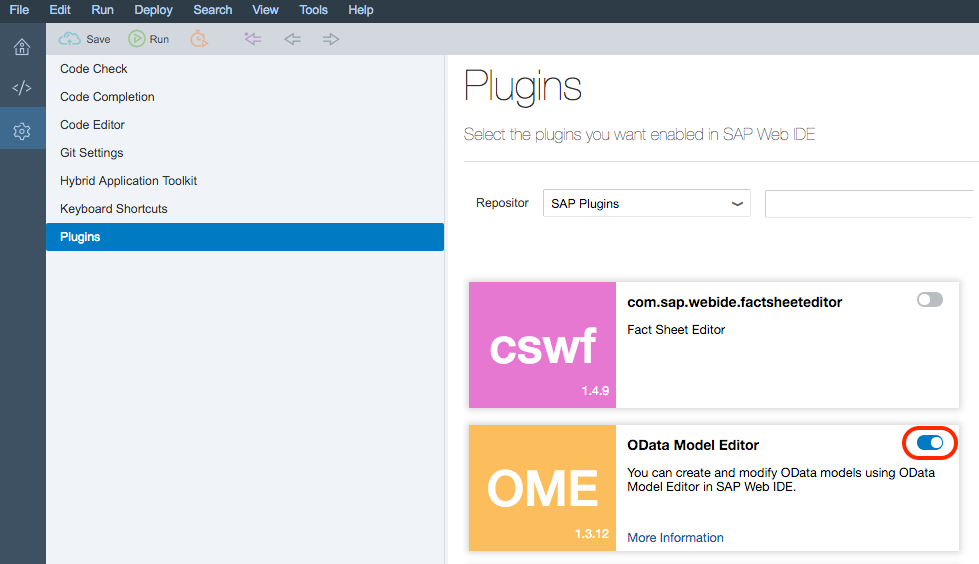 File Edit Run Deploy Search View Tools Help
Save Run
Code Check
Code Completion
Code Editor
Git Settings
Hybrid Application Toolkit
Keyboard Shortcuts
Plugins
Plugins
Select the plugins you want enabled in SAP Web IDE
Repositor SAP Plugins
cswf
1.4.9
com.sap.webide.factsheeteditor
Fact Sheet Editor
OME
1.3.12
OData Model Editor
You can create and modify OData models using OData
Model Editor in SAP Web IDE.
More Information